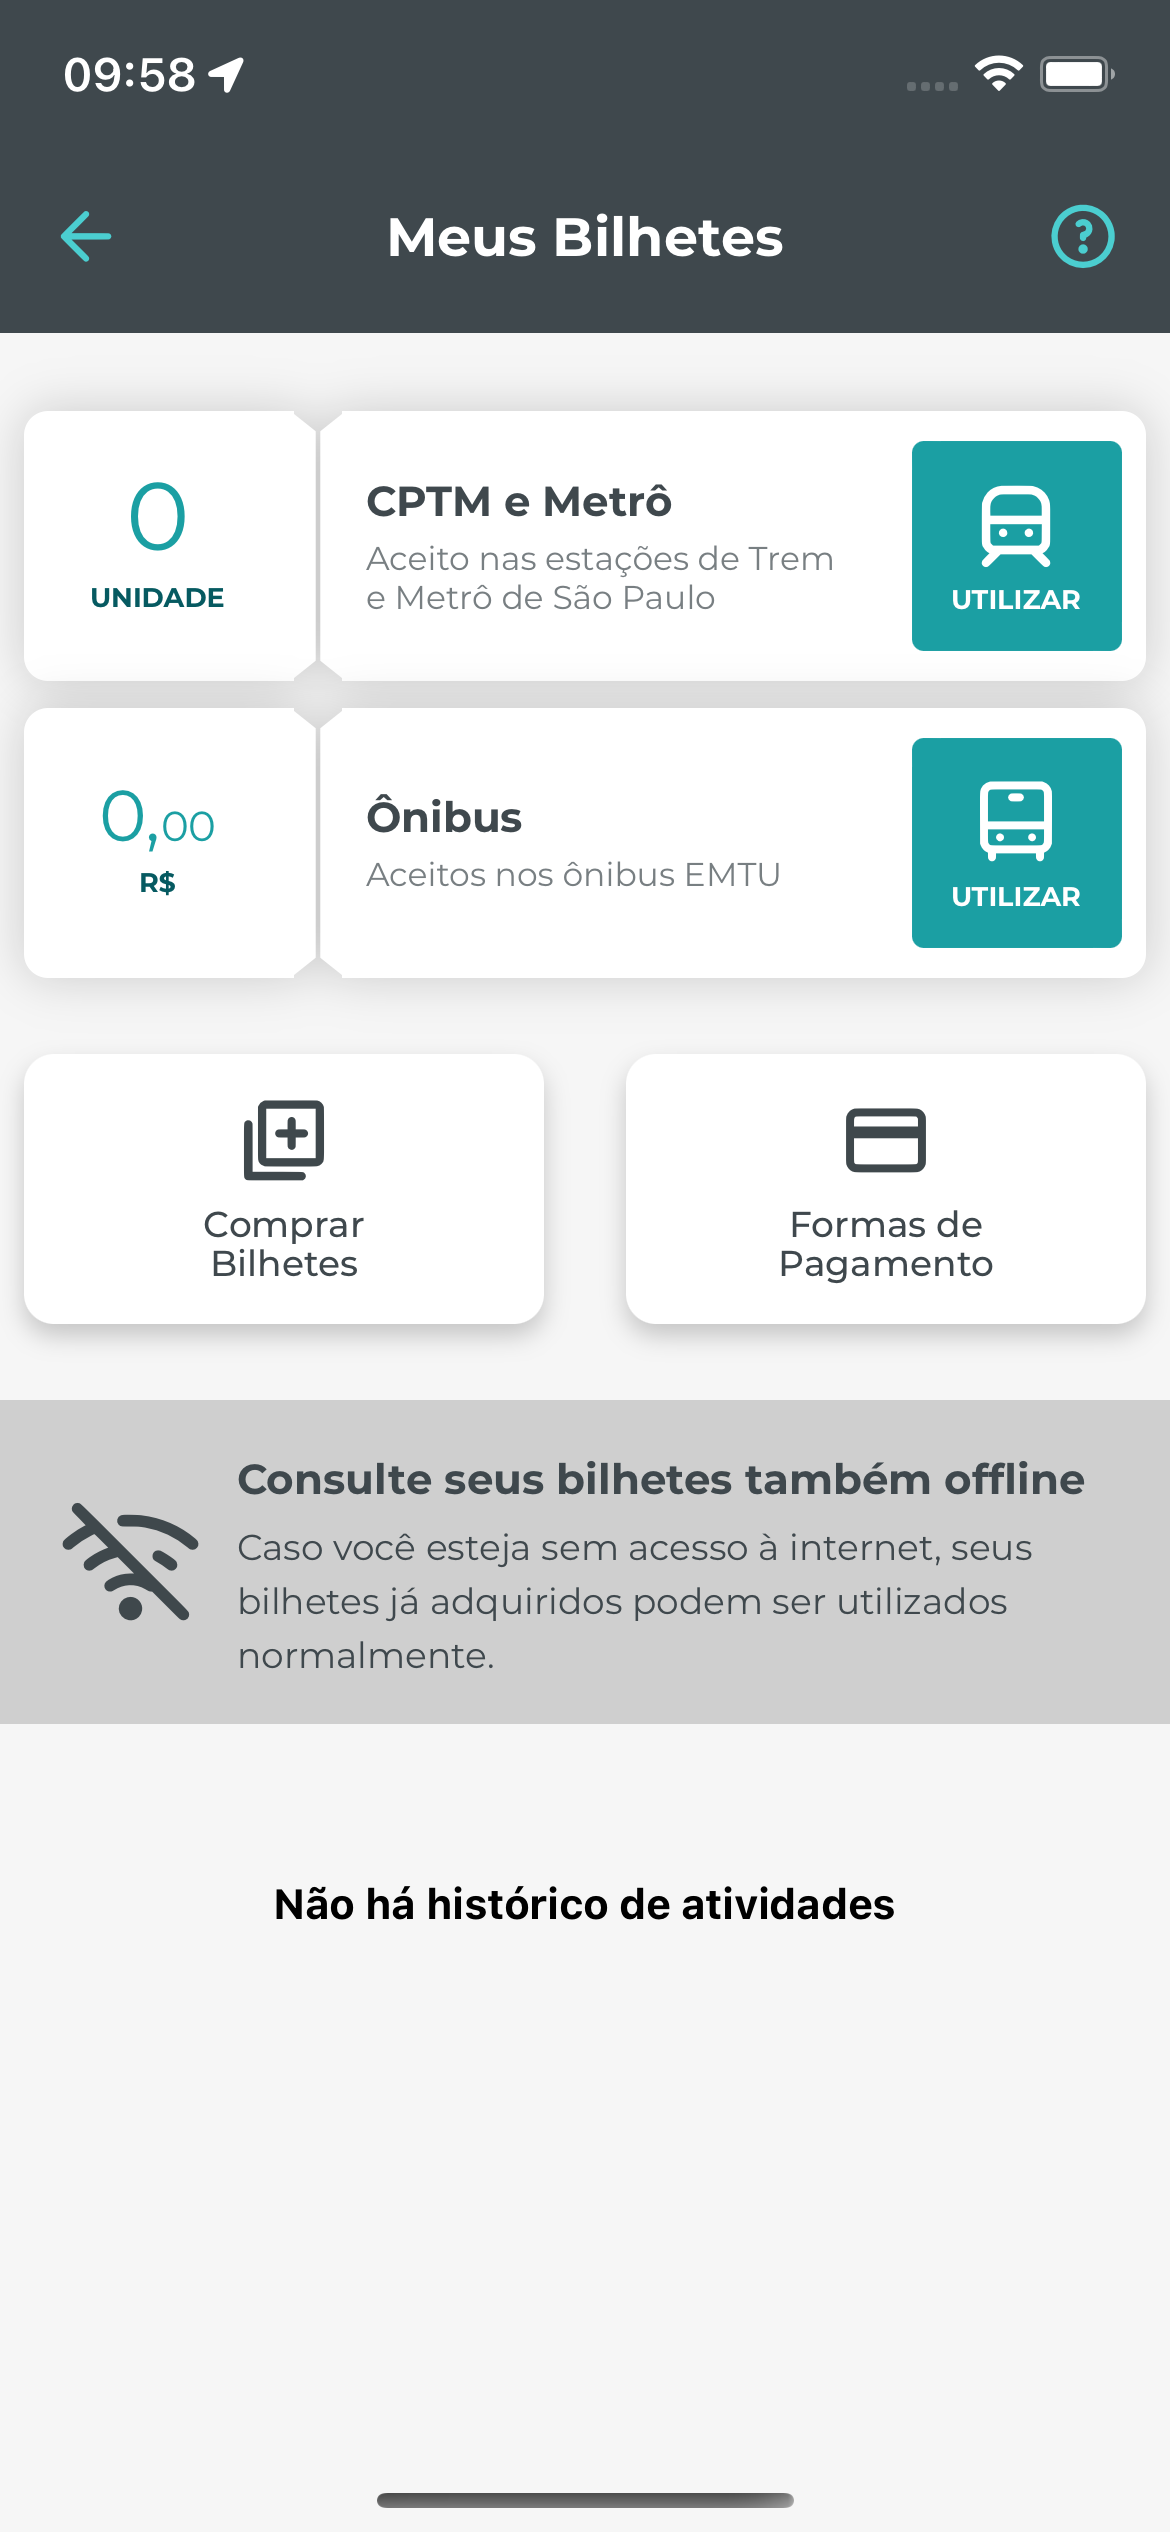 09:58
Meus Bilhetes
0
UNIDADE
CPTM e Metrô
Aceito nas estações de Trem
e Metrô de São Paulo
UTILIZAR
0,00
R$
Ônibus
Aceitos nos ônibus EMTU
UTILIZAR
Comprar
Bilhetes
Formas de
Pagamento
Consulte seus bilhetes também offline
Caso você esteja sem acesso à internet, seus
bilhetes já adquiridos podem ser utilizados
normalmente.
Não há histórico de atividades